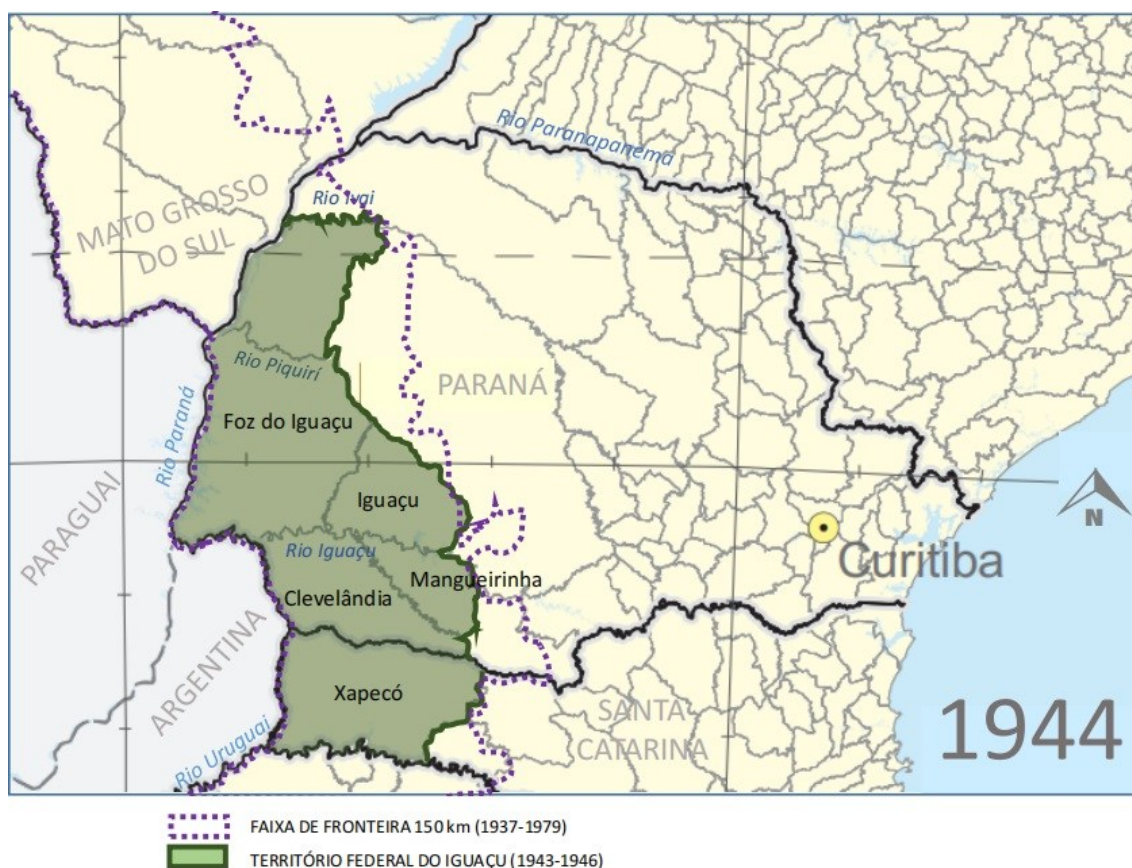 Rio Paranapanema
Rio Ivai
MATO GROSSO
DO SUL
Rio Piquirí
PARANÁ
Rio Paraná
Foz do Iguaçu
PARAGUAI
Iguaçu
N
Rio Iguaçu
Curitiba
Mangueirinha
Clevelândia
ARGENTINA
Xapecó
SANTA
CATARINA
1944
Rio Uruguai
FAIXA DE FRONTEIRA 150 km (1937-1979)
TERRITÓRIO FEDERAL DO IGUAÇU (1943-1946)